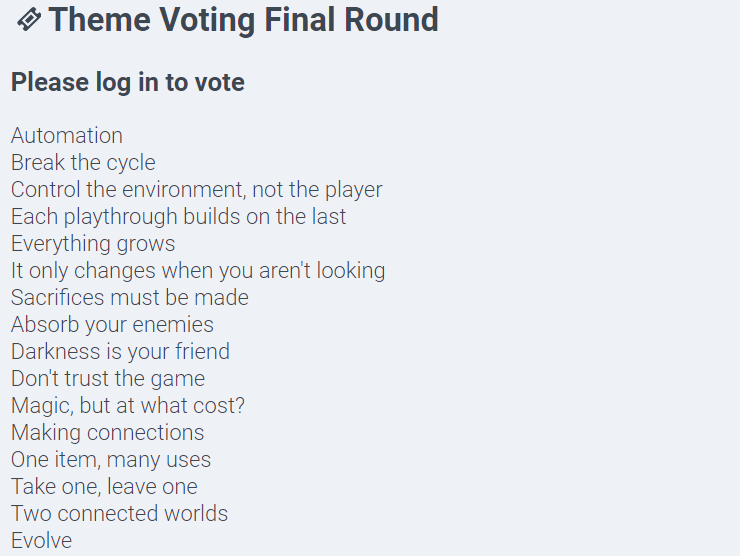 Theme Voting Final Round
Please log in to vote
Automation
Break the cycle
Control the environment, not the player
Each playthrough builds on the last
Everything grows
It only changes when you aren't looking
Sacrifices must be made
Absorb your enemies
Darkness is your friend
Don't trust the game
Magic, but at what cost?
Making connections
One item, many uses
Take one, leave one
Two connected worlds
Evolve